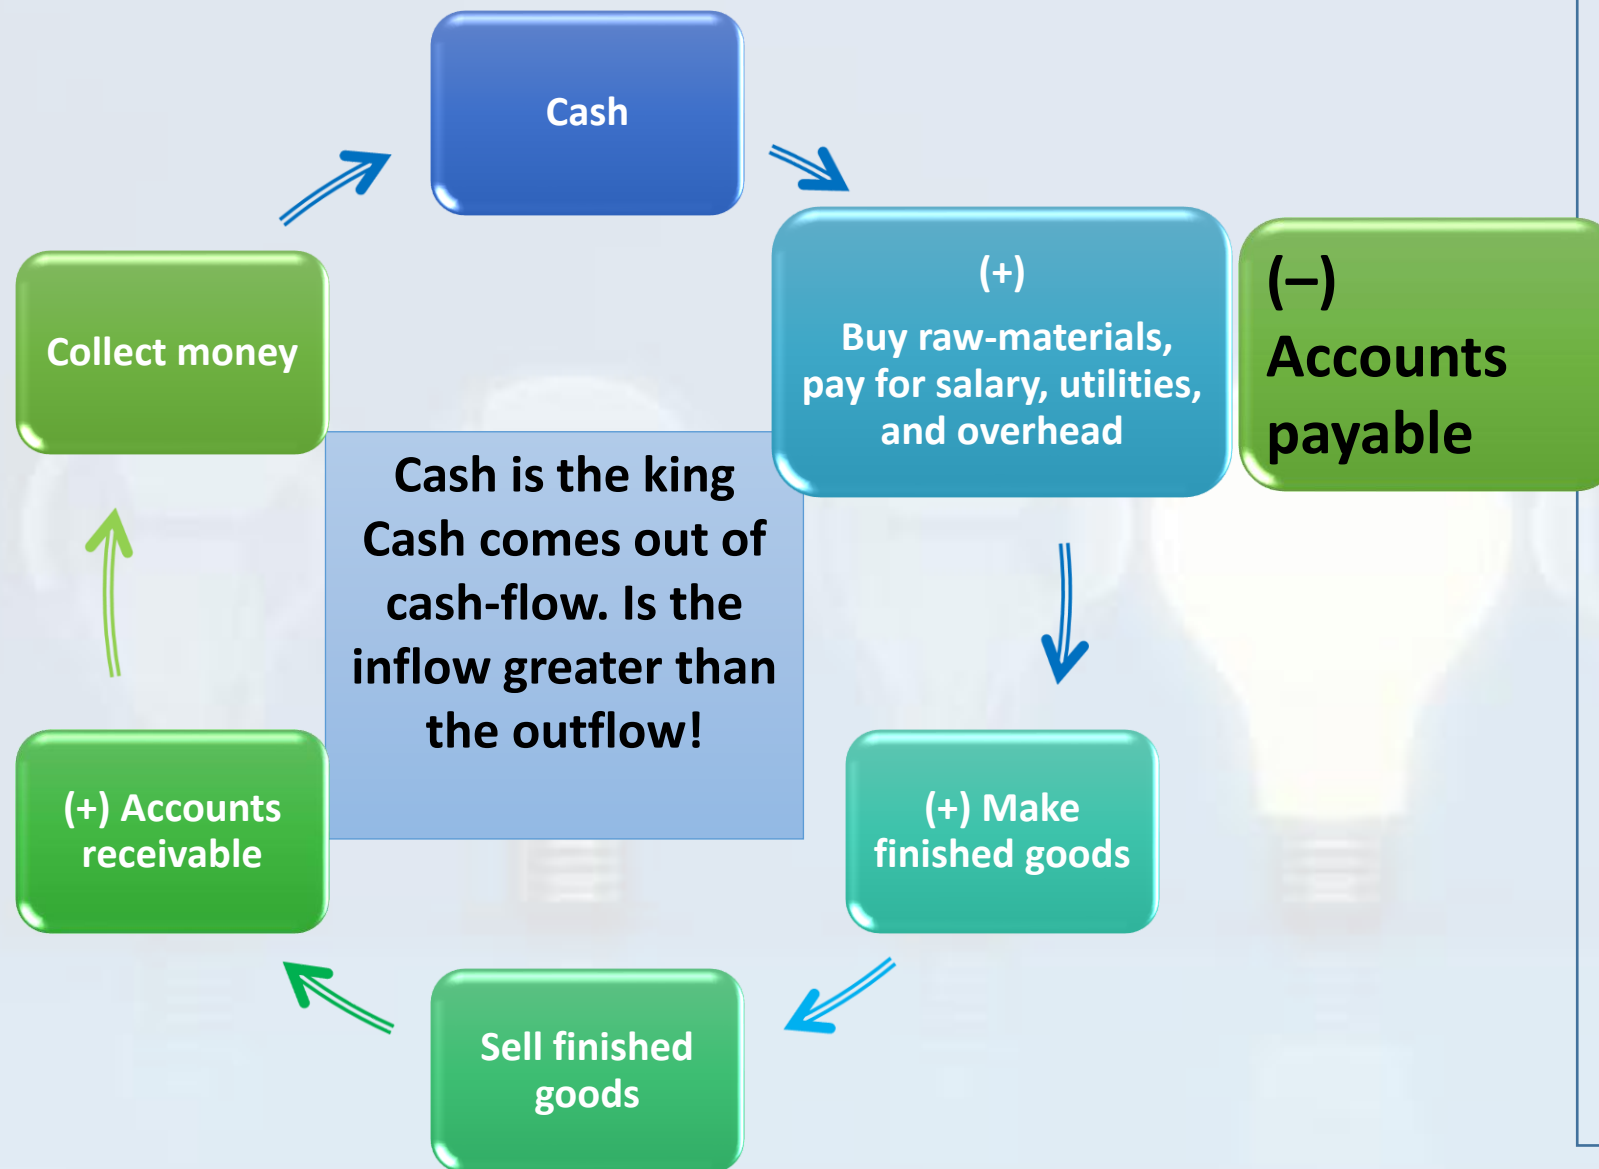 Cash
(+)
Buy raw-materials,
pay for salary, utilities,
and overhead
(–)
Accounts
payable
Collect money
Cash is the king
Cash comes out of
cash-flow. Is the
inflow greater than
the outflow!
(+) Accounts
receivable
(+) Make
finished goods
Sell finished
goods